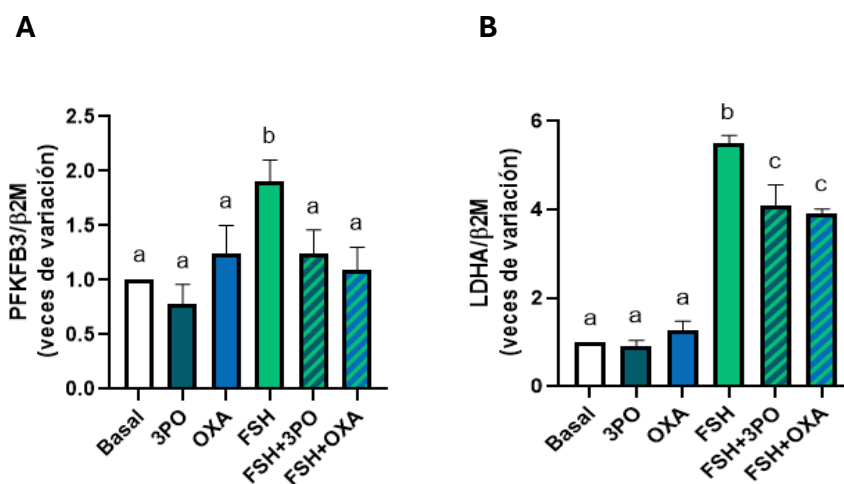 A
PFKFB3/β2M
(veces de variación)
2.5
2.0
1.5
1.0
0.5
0.0
a
a
a
b
a
a
Basal
3PO
OXA
FSH
FSH+3PO
FSH+OXA
B
LDHA/β2M
(veces de variación)
6
4
2
0
a
a
a
b
c
c
Basal
3PO
OXA
FSH
FSH+3PO
FSH+OXA